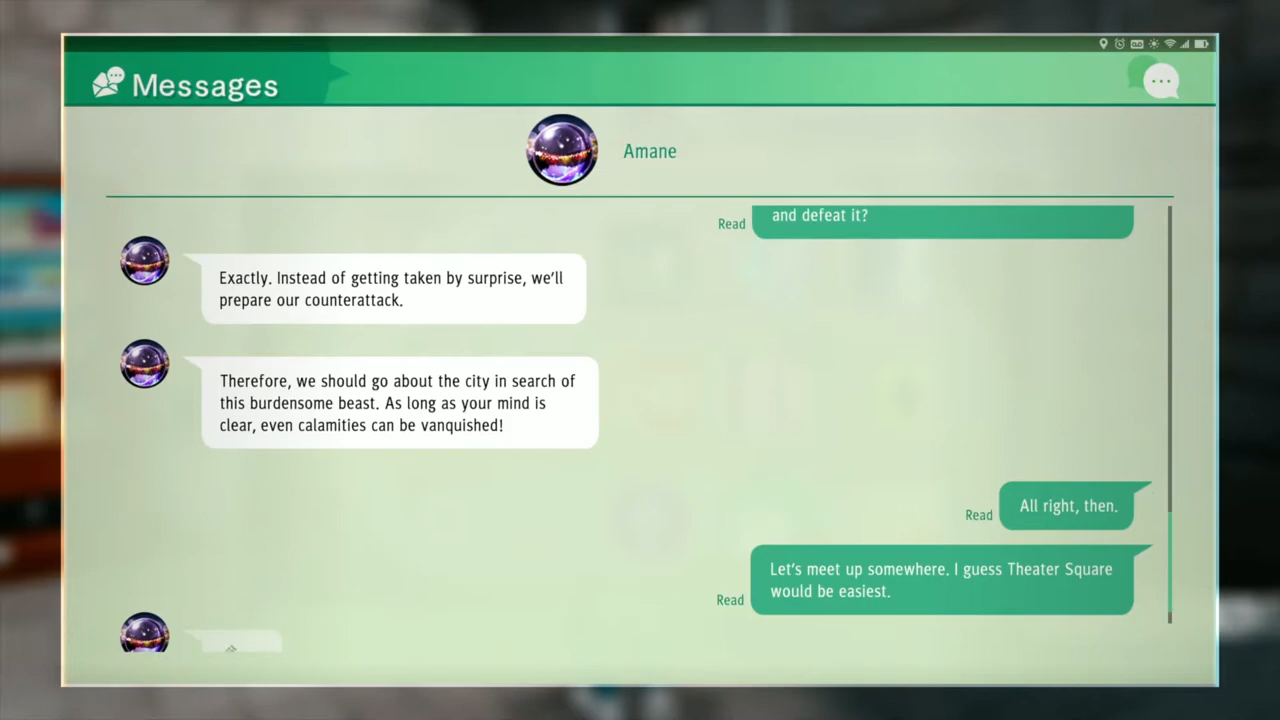 Messages
Amane
and defeat it?
Read
Exactly. Instead of getting taken by surprise, we'll
prepare our counterattack.
Therefore, we should go about the city in search of
this burdensome beast. As long as your mind is
clear, even calamities can be vanquished!
All right, then.
Read
Let's meet up somewhere. I guess Theater Square
would be easiest.
Read